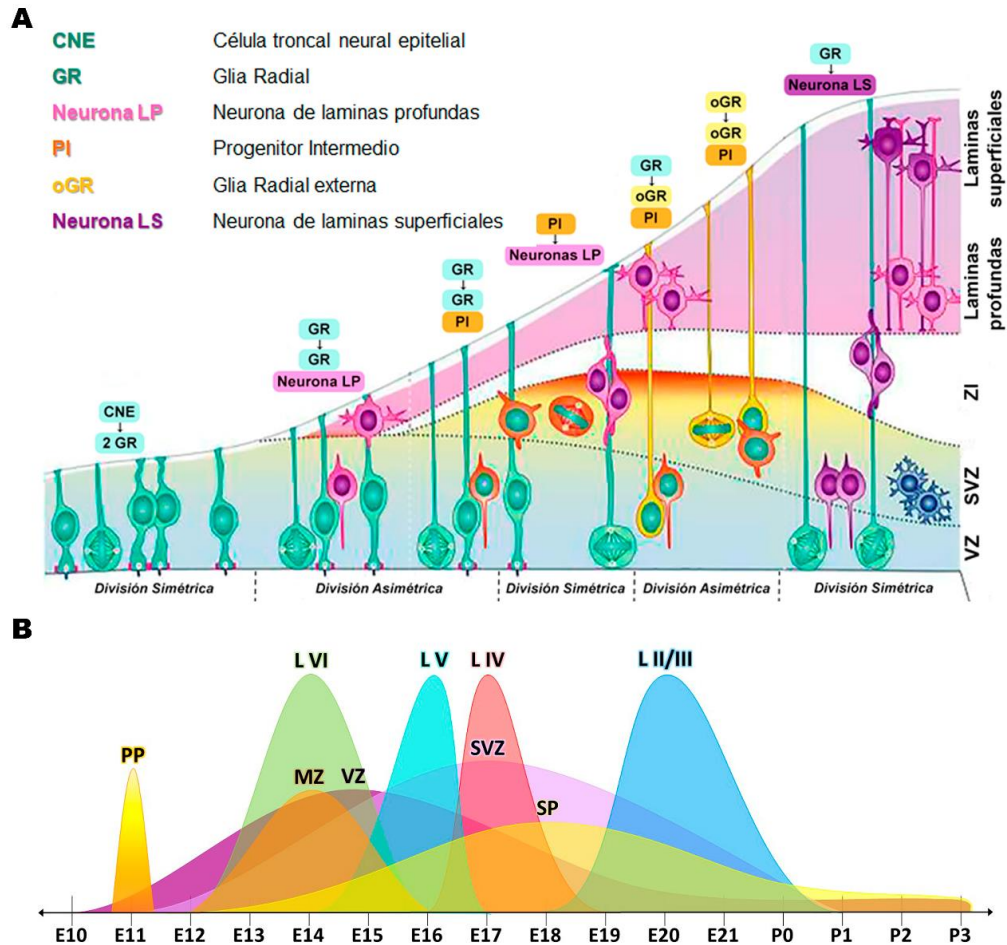 A
CNE Célula troncal neural epitelial
GR Glia Radial
Neurona LP Neurona de laminas profundas
PI Progenitor Intermedio
oGR Glia Radial externa
Neurona LS Neurona de laminas superficiales
CNE
2 GR
GR
GR
Neurona LP
GR
GR
PI
PI
Neuronas LP
GR
oGR
PI
oGR
oGR
PI
GR
Neurona LS
Laminas superficiales
Laminas profundas
ZI
SVZ
VZ
División Simétrica
División Asimétrica
División Simétrica
División Asimétrica
División Simétrica
B
L VI
L V
L IV
L II/III
PP
MZ
VZ
SVZ
SP
E10 E11 E12 E13 E14 E15 E16 E17 E18 E19 E20 E21 P0 P1 P2 P3